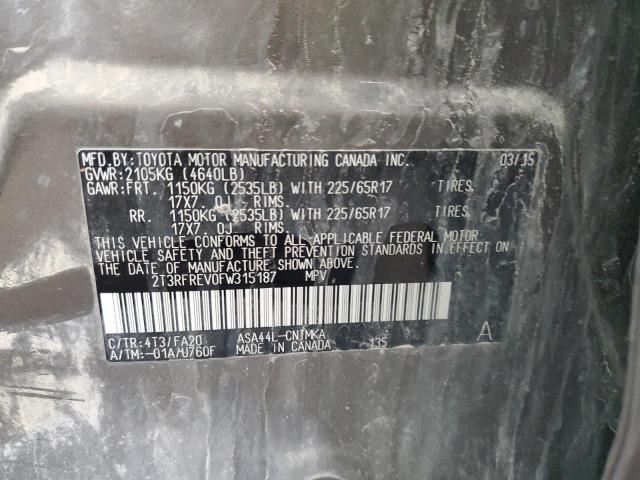 MFD.BY:TOYOTA MOTOR MANUFACTURING CANADA INC. 03/15
GVWR:2105KG (4640LB)
GAWR:FRT. 1150KG (2535LB) WITH 225/65R17 TIRES,
17X7.0J RIMS.
RR. 1150KG (2535LB) WITH 225/65R17 TIRES,
17X7.0J RIMS.
THIS VEHICLE CONFORMS TO ALL APPLICABLE FEDERAL MOTOR
VEHICLE SAFETY AND THEFT PREVENTION STANDARDS IN EFFECT ON
THE DATE OF MANUFACTURE SHOWN ABOVE.
2T3RFREV0FW315187 MPV
C/TR:4T3/FA20 ASA44L-CNTMKA 135 A
A/TM:-01A/U760F MADE IN CANADA